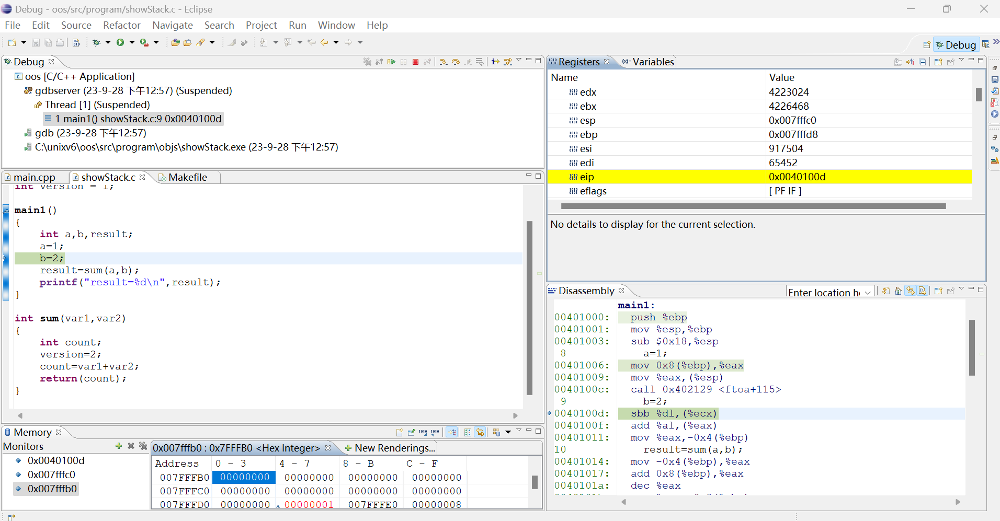 Debug - oos/src/program/showStack.c - Eclipse
File Edit Source Refactor Navigate Search Project Run Window Help
Debug
Debug
oos [C/C++ Application]
gdbserver (23-9-28 下午12:57) (Suspended)
Thread [1] (Suspended)
1 main1() showStack.c:9 0x0040100d
gdb (23-9-28 下午12:57)
C:\unixv6\oos\src\program\objs\showStack.exe (23-9-28 下午12:57)
Registers (x)= Variables
Name Value
edx 4223024
ebx 4226468
esp 0x007fffc0
ebp 0x007fffd8
esi 917504
edi 65452
eip 0x0040100d
eflags [ PF IF ]
No details to display for the current selection.
main.cpp showStack.c Makefile
int version = 1;
main1()
{
int a,b,result;
a=1;
b=2;
result=sum(a,b);
printf("result=%d\n",result);
}
int sum(var1,var2)
{
int count;
version=2;
count=var1+var2;
return(count);
}
Disassembly
Enter location h
main1:
00401000: push %ebp
00401001: mov %esp,%ebp
00401003: sub $0x18,%esp
8 a=1;
00401006: mov 0x8(%ebp),%eax
00401009: mov %eax,(%esp)
0040100c: call 0x402129 <ftoa+115>
9 b=2;
0040100d: sbb %dl,(%ecx)
0040100f: add %al,(%eax)
00401011: mov %eax,-0x4(%ebp)
10 result=sum(a,b);
00401014: mov -0x4(%ebp),%eax
00401017: add 0x8(%ebp),%eax
0040101a: dec %eax
Memory
Monitors
0x0040100d
0x007fffc0
0x007fffb0
0x007fffb0 : 0x7FFFB0 <Hex Integer> New Renderings...
Address 0 - 3 4 - 7 8 - B C - F
007FFFB0 00000000 00000000 00000000 00000000
007FFFC0 00000000 00000000 00000000 00000000
007FFFD0 00000000 00000001 007FFFE0 00000008